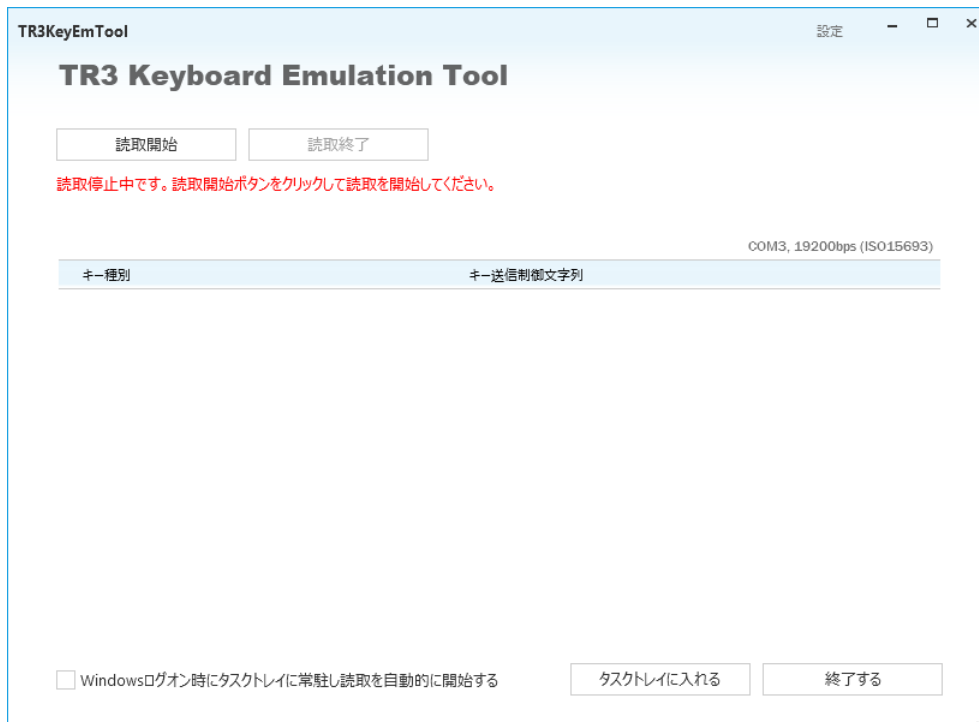 TR3KeyEmTool 設定
TR3 Keyboard Emulation Tool
読取開始 読取終了
読取停止中です。読取開始ボタンをクリックして読取を開始してください。
COM3, 19200bps (ISO15693)
キー種別 キー送信制御文字列
Windowsログオン時にタスクトレイに常駐し読取を自動的に開始する タスクトレイに入れる 終了する